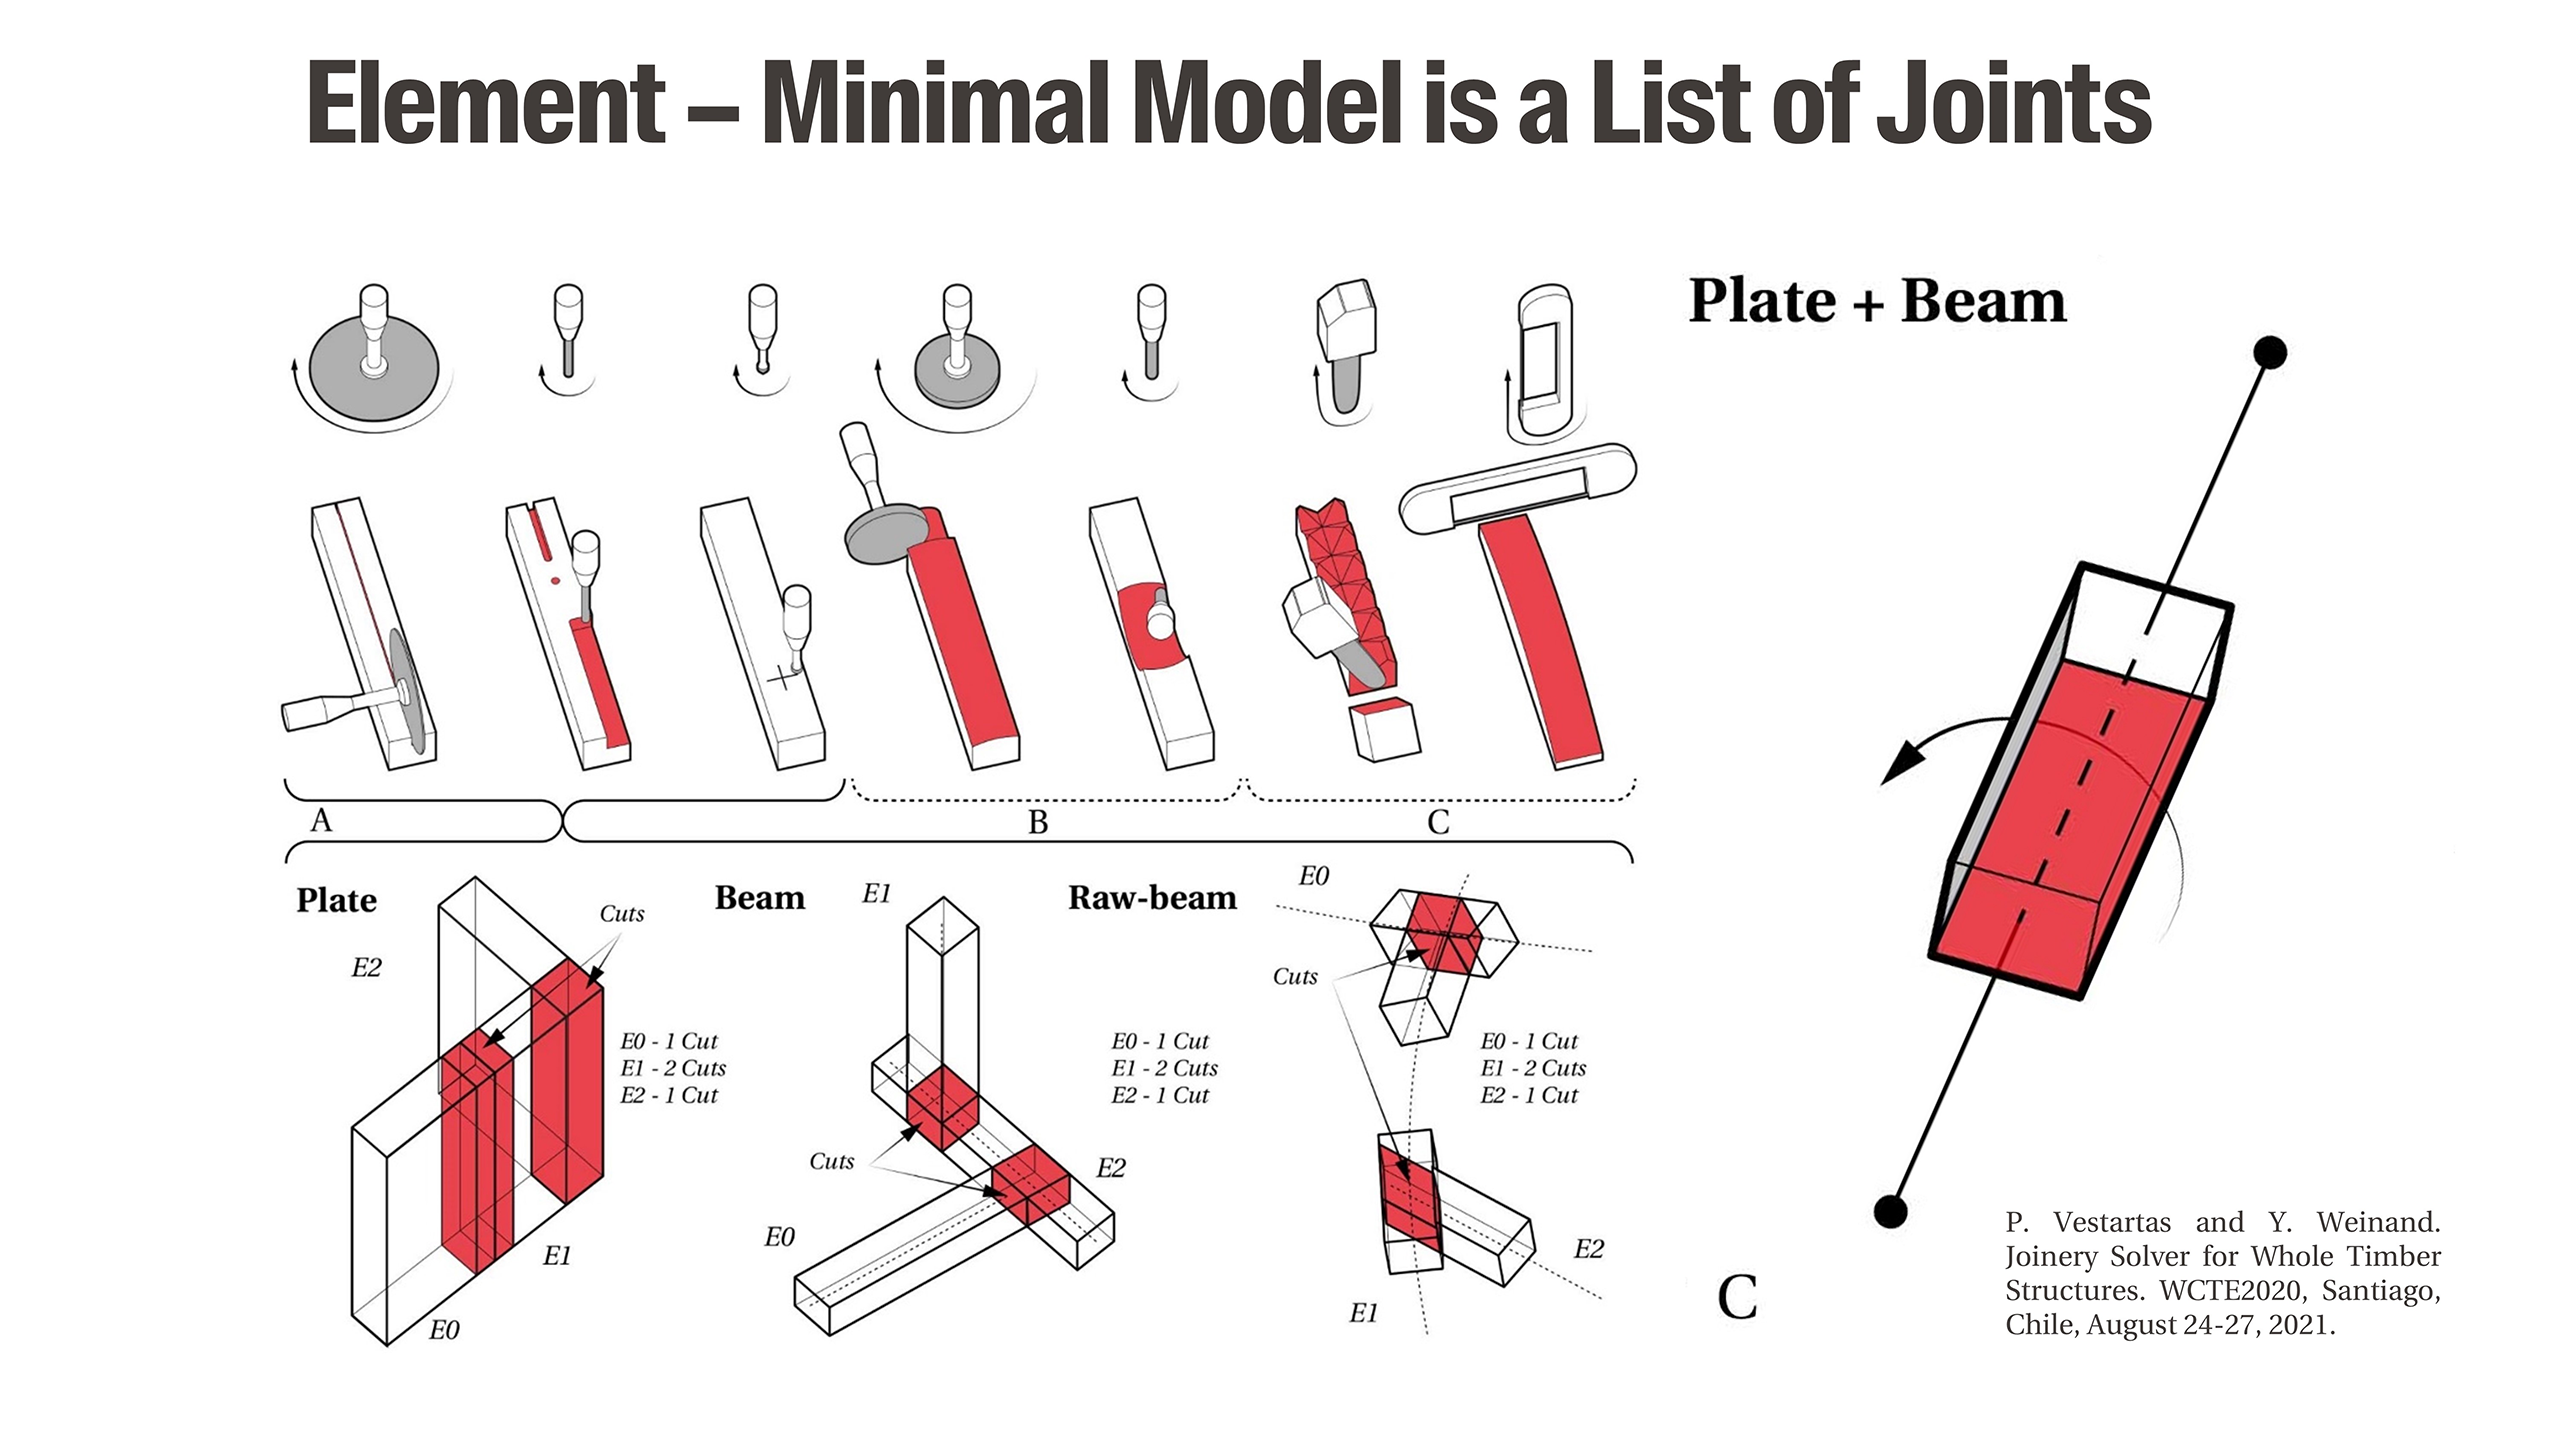 Element – Minimal Model is a List of Joints
Plate + Beam
A
B
C
Plate
E2
Cuts
E0 - 1 Cut
E1 - 2 Cuts
E2 - 1 Cut
E1
E0
Beam
E1
E0 - 1 Cut
E1 - 2 Cuts
E2 - 1 Cut
Cuts
E2
E0
Raw-beam
E0
Cuts
E0 - 1 Cut
E1 - 2 Cuts
E2 - 1 Cut
E2
E1
C
P. Vestartas and Y. Weinand.
Joinery Solver for Whole Timber
Structures. WCTE2020, Santiago,
Chile, August 24-27, 2021.